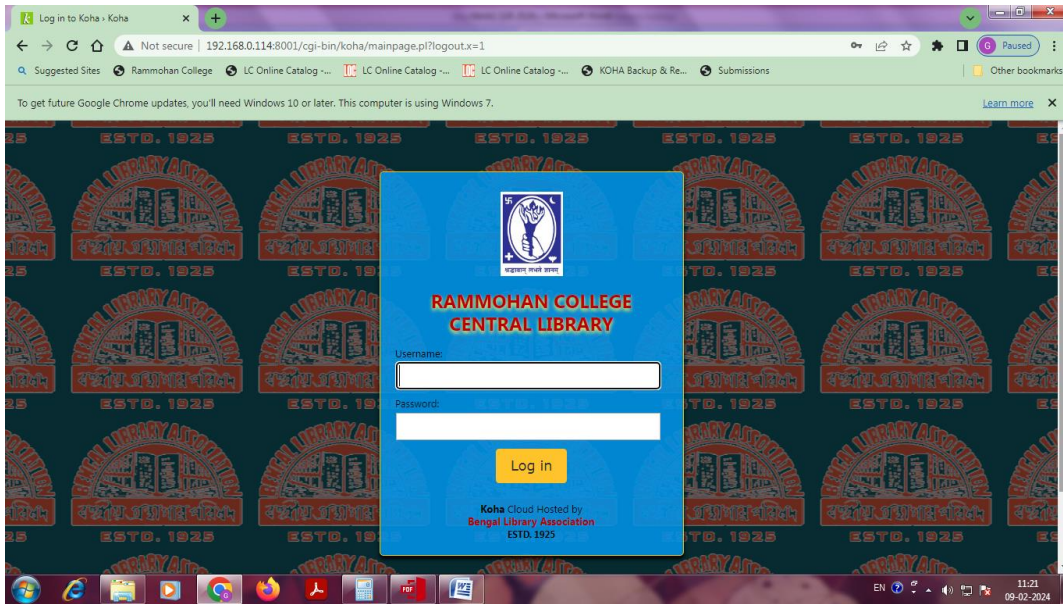 Log in to Koha › Koha
Not secure | 192.168.0.114:8001/cgi-bin/koha/mainpage.pl?logout.x=1
G Paused
Suggested Sites Rammohan College LC Online Catalog -... LC Online Catalog -... LC Online Catalog -... KOHA Backup & Re... Submissions Other bookmarks
To get future Google Chrome updates, you'll need Windows 10 or later. This computer is using Windows 7. Learn more
ESTD. 1925
श्रद्धावान् लभते ज्ञानम्
RAMMOHAN COLLEGE
CENTRAL LIBRARY
Username:
Password:
Log in
Koha Cloud Hosted by
Bengal Library Association
ESTD. 1925
EN
11:21
09-02-2024